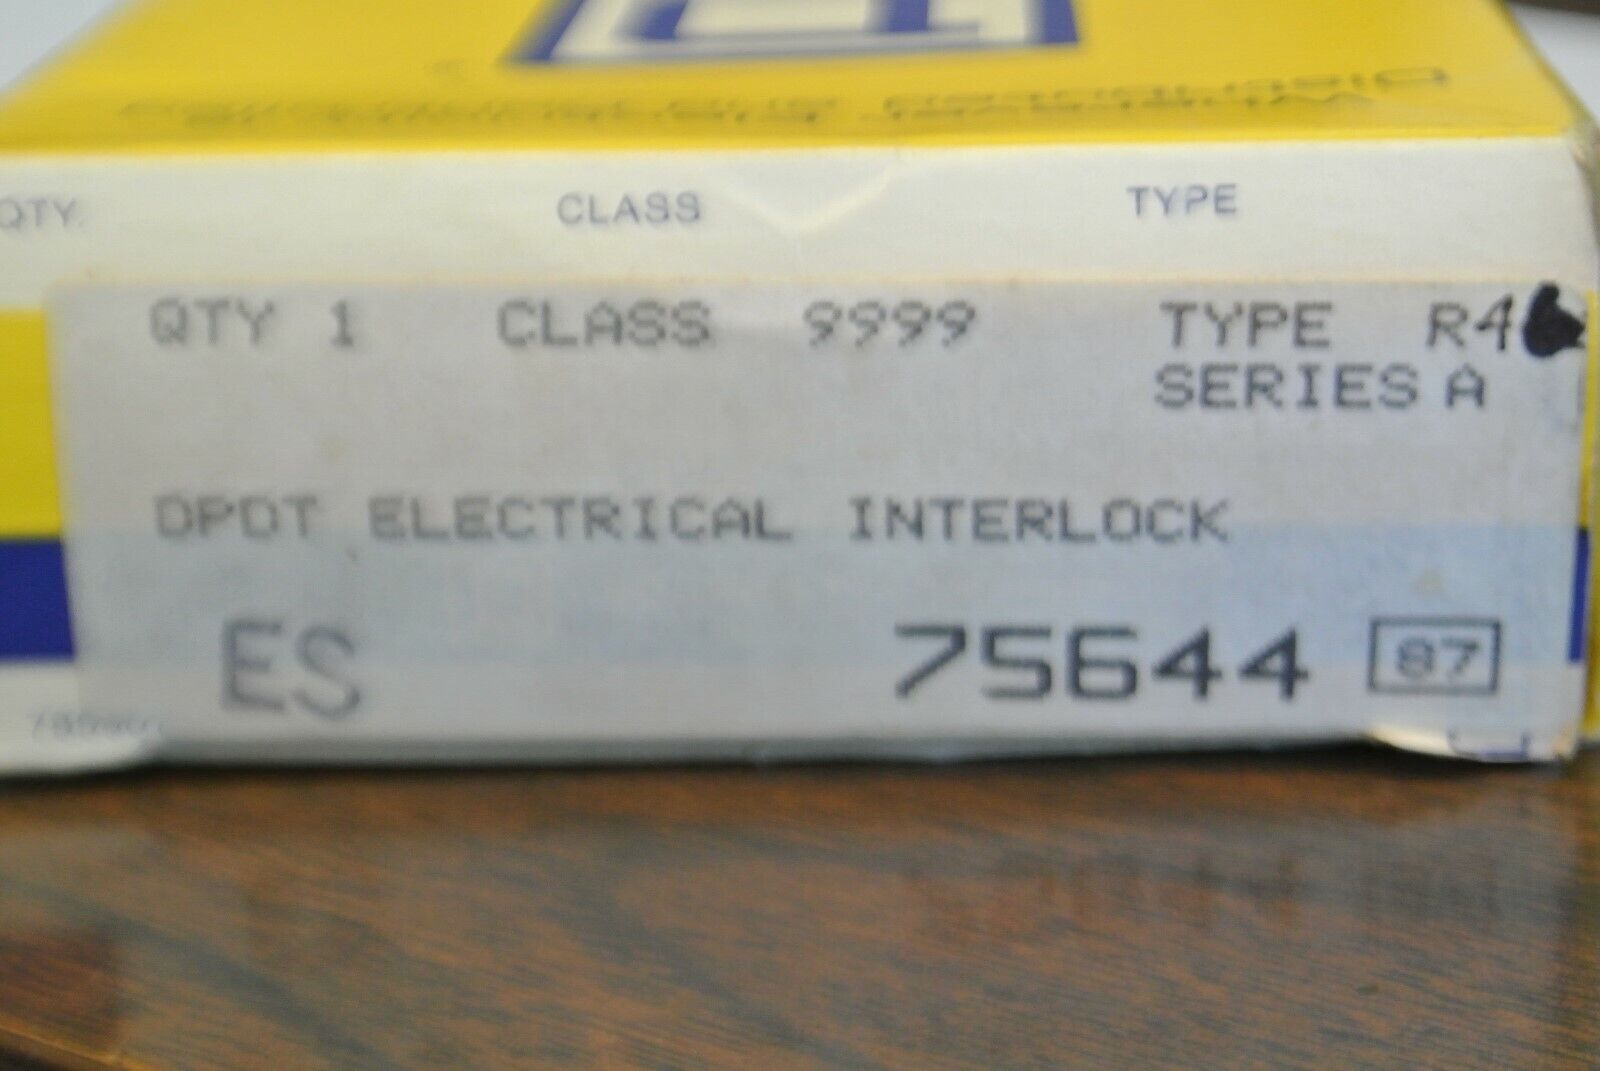 QTY. CLASS TYPE
QTY 1 CLASS 9999 TYPE R4
SERIES A
DPDT ELECTRICAL INTERLOCK
ES 75644 87